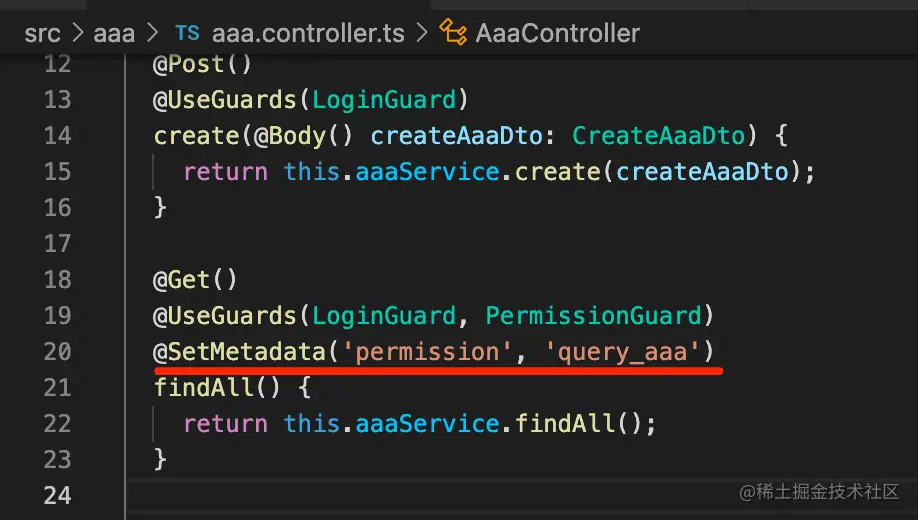 src > aaa > TS aaa.controller.ts > AaaController
12 @Post()
13 @UseGuards(LoginGuard)
14 create(@Body() createAaaDto: CreateAaaDto) {
15 return this.aaaService.create(createAaaDto);
16 }
17
18 @Get()
19 @UseGuards(LoginGuard, PermissionGuard)
20 @SetMetadata('permission', 'query_aaa')
21 findAll() {
22 return this.aaaService.findAll();
23 }
24
@稀土掘金技术社区